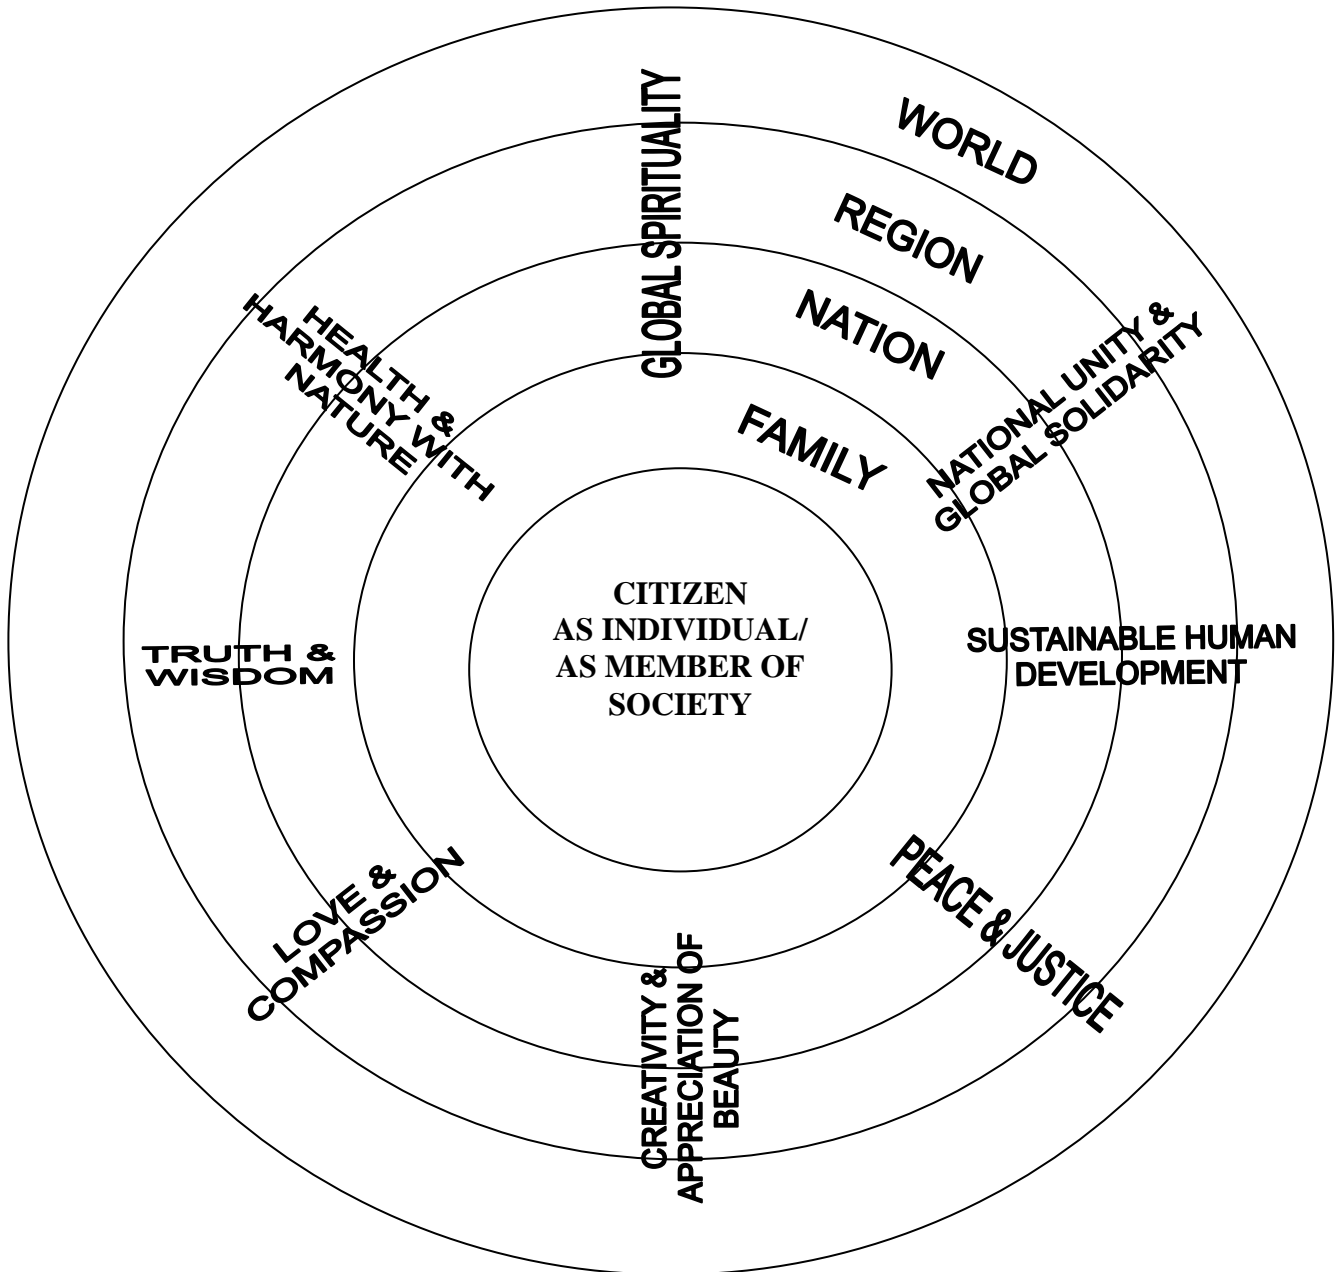 GLOBAL SPIRITUALITY
WORLD
REGION
NATION
FAMILY
NATIONAL UNITY &
GLOBAL SOLIDARITY
HEALTH &
HARMONY WITH
NATURE
CITIZEN
AS INDIVIDUAL/
AS MEMBER OF
SOCIETY
TRUTH &
WISDOM
SUSTAINABLE HUMAN
DEVELOPMENT
LOVE &
COMPASSION
PEACE & JUSTICE
CREATIVITY &
APPRECIATION OF
BEAUTY